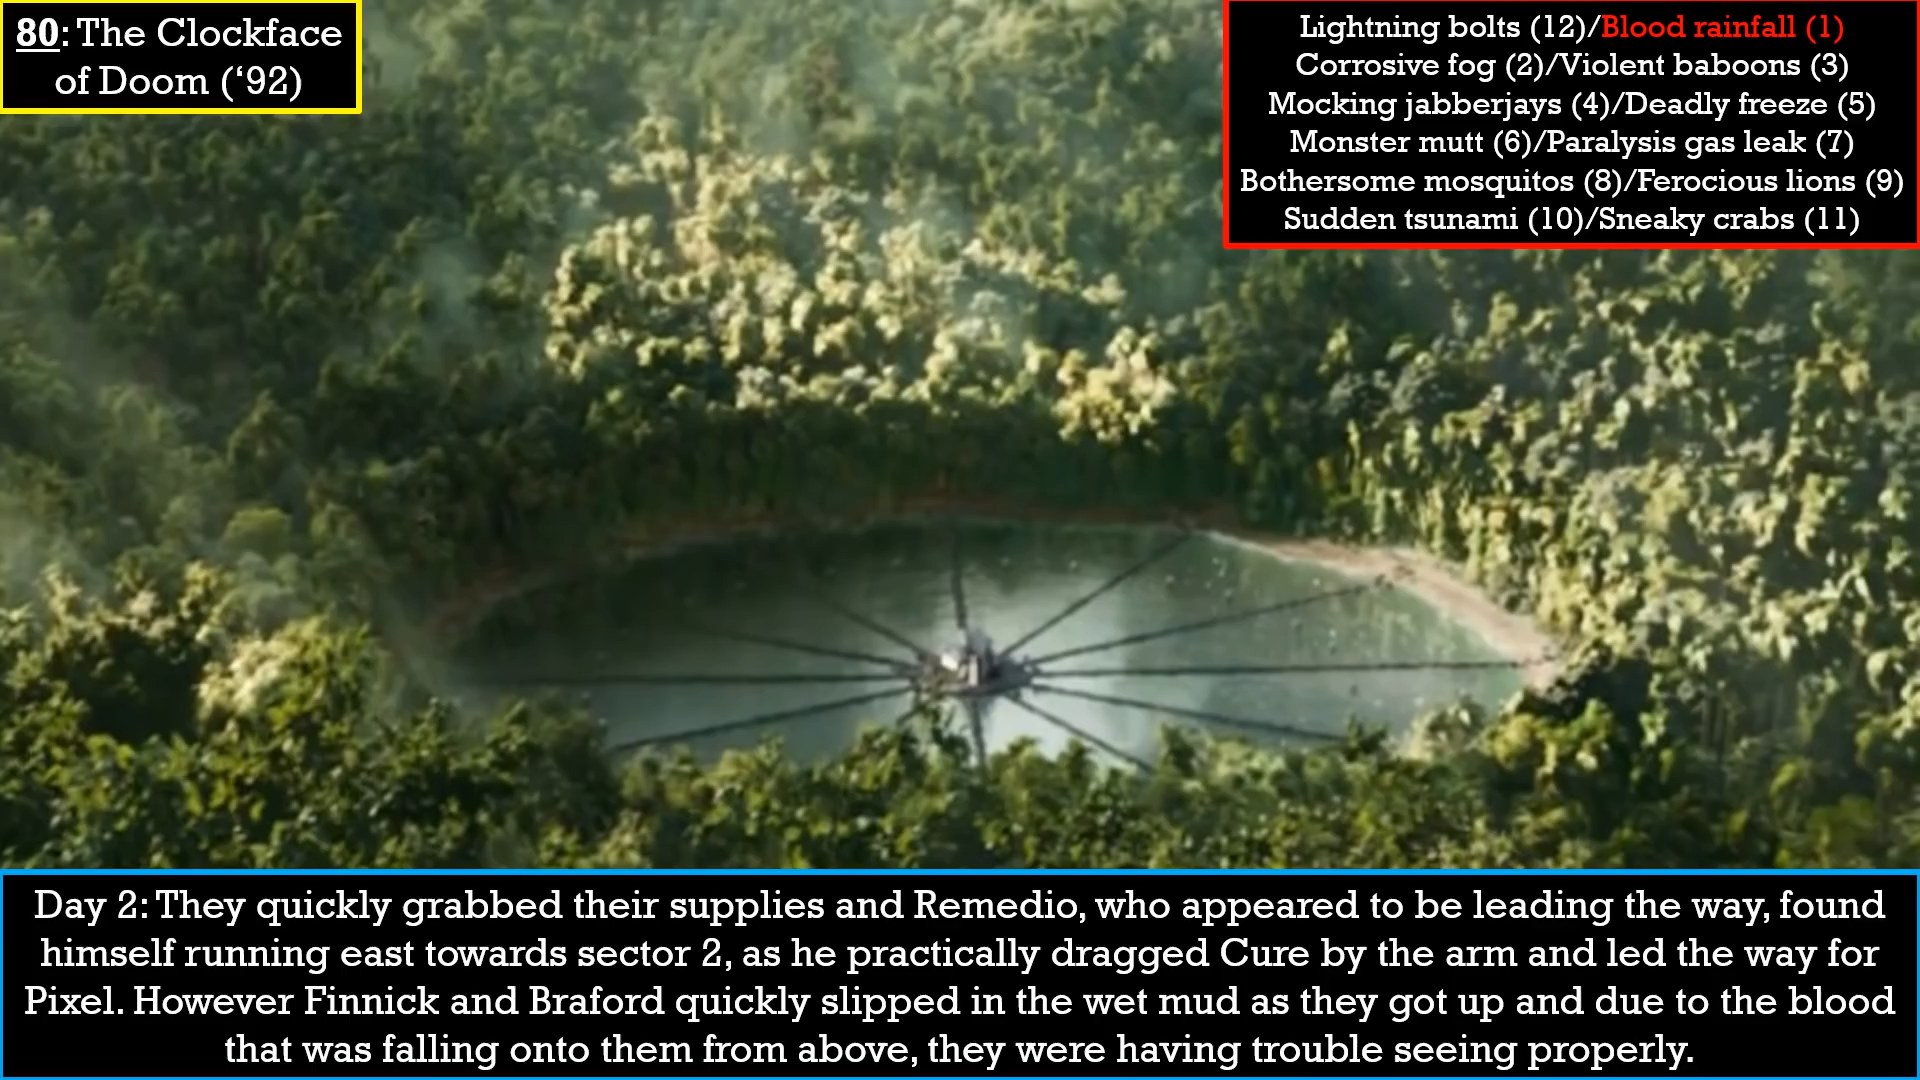 80: The Clockface
of Doom (‘92)
Lightning bolts (12)/Blood rainfall (1)
Corrosive fog (2)/Violent baboons (3)
Mocking jabberjays (4)/Deadly freeze (5)
Monster mutt (6)/Paralysis gas leak (7)
Bothersome mosquitos (8)/Ferocious lions (9)
Sudden tsunami (10)/Sneaky crabs (11)
Day 2: They quickly grabbed their supplies and Remedio, who appeared to be leading the way, found
himself running east towards sector 2, as he practically dragged Cure by the arm and led the way for
Pixel. However Finnick and Braford quickly slipped in the wet mud as they got up and due to the blood
that was falling onto them from above, they were having trouble seeing properly.